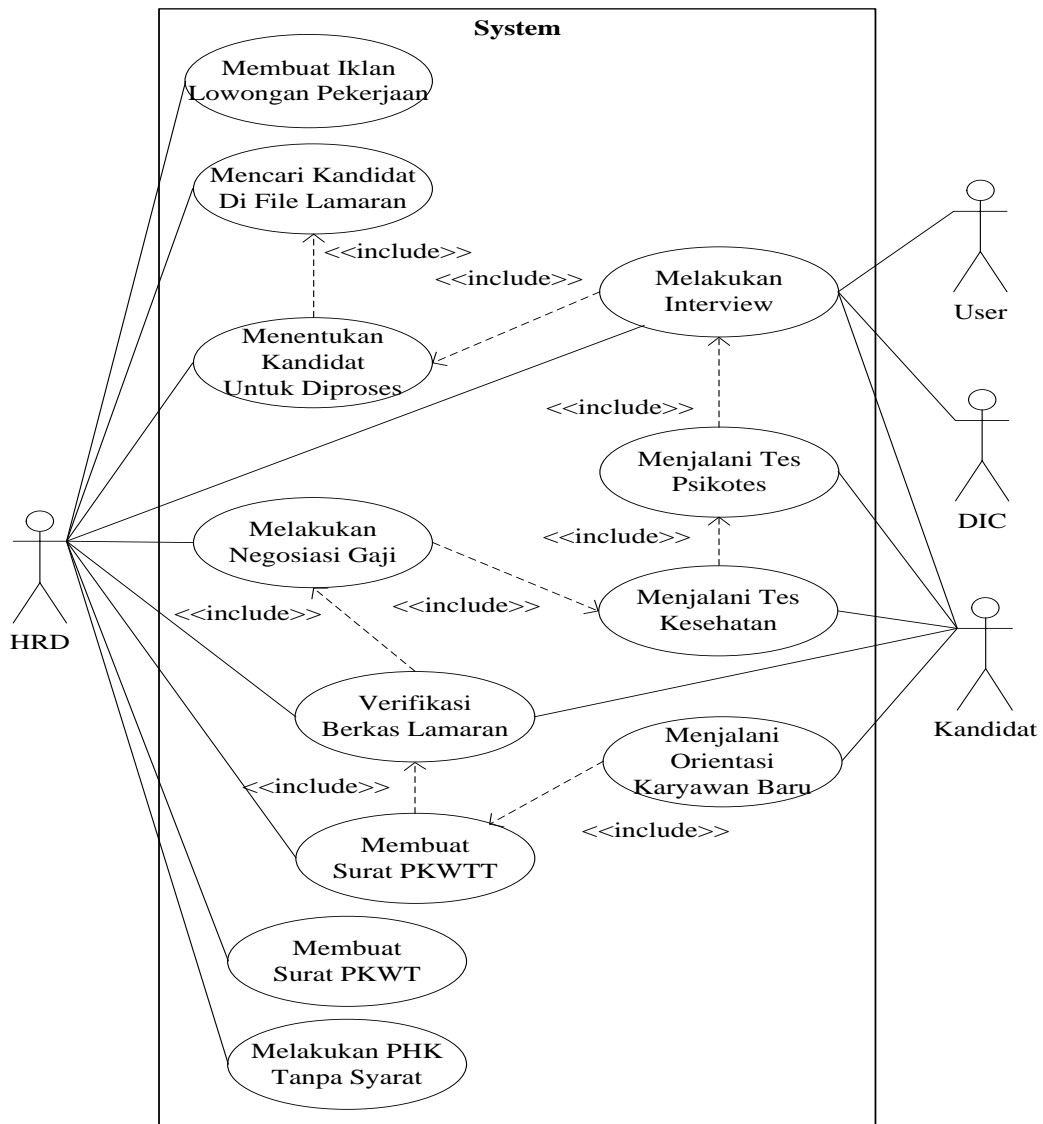 System
Membuat Iklan
Lowongan Pekerjaan
Mencari Kandidat
Di File Lamaran
<<include>>
<<include>>
Melakukan
Interview
User
Menentukan
Kandidat
Untuk Diproses
<<include>>
Menjalani Tes
Psikotes
DIC
Melakukan
Negosiasi Gaji
<<include>>
<<include>>
<<include>>
Menjalani Tes
Kesehatan
HRD
Verifikasi
Berkas Lamaran
Kandidat
Menjalani
Orientasi
Karyawan Baru
<<include>>
<<include>>
Membuat
Surat PKWTT
Membuat
Surat PKWT
Melakukan PHK
Tanpa Syarat